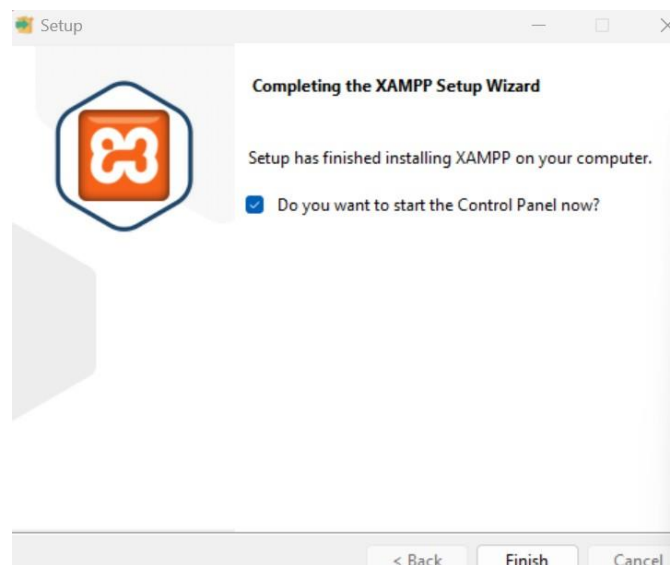 Setup
Completing the XAMPP Setup Wizard
Setup has finished installing XAMPP on your computer.
Do you want to start the Control Panel now?
< Back
Finish
Cancel